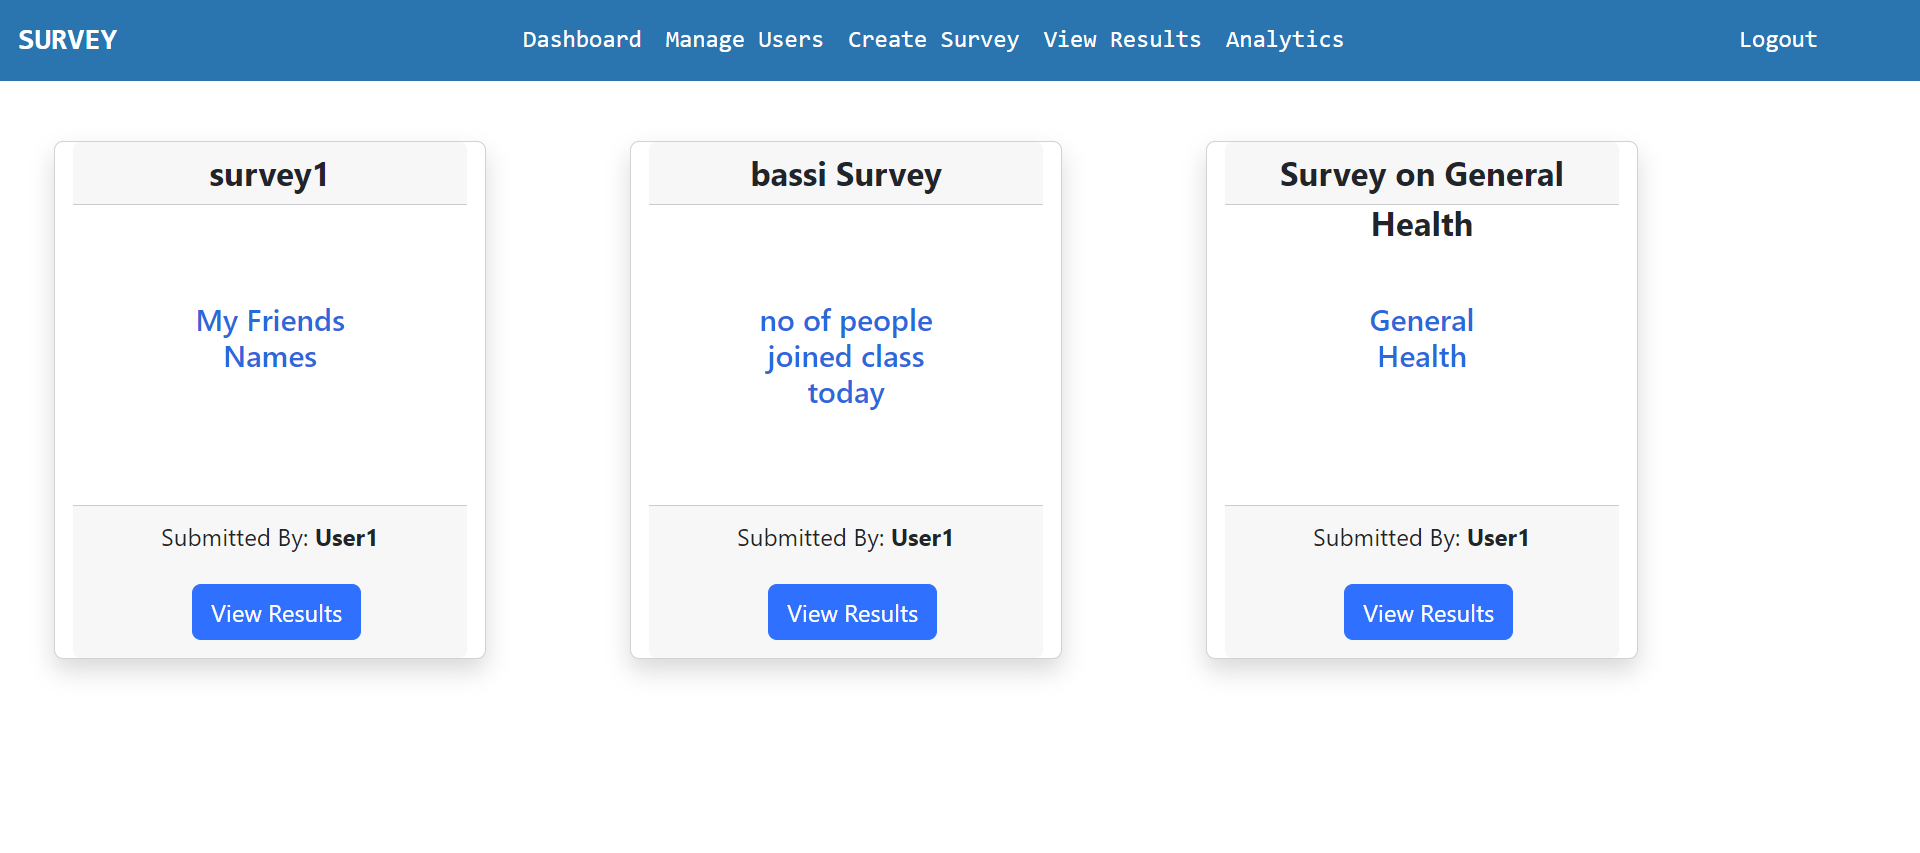 SURVEY Dashboard Manage Users Create Survey View Results Analytics Logout
survey1
My Friends
Names
Submitted By: User1
View Results
bassi Survey
no of people
joined class
today
Submitted By: User1
View Results
Survey on General
Health
General
Health
Submitted By: User1
View Results